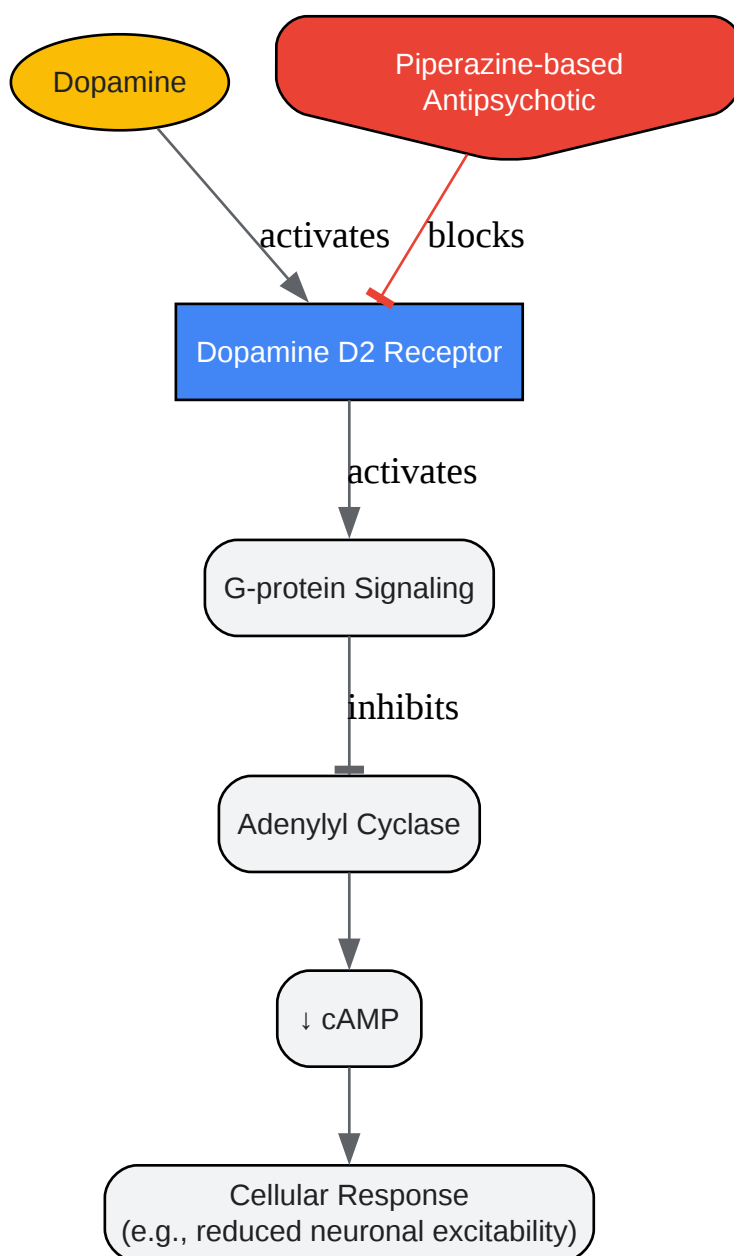 Dopamine
Piperazine-based
Antipsychotic
activates
blocks
Dopamine D2 Receptor
activates
G-protein Signaling
inhibits
Adenylyl Cyclase
↓ cAMP
Cellular Response
(e.g., reduced neuronal excitability)